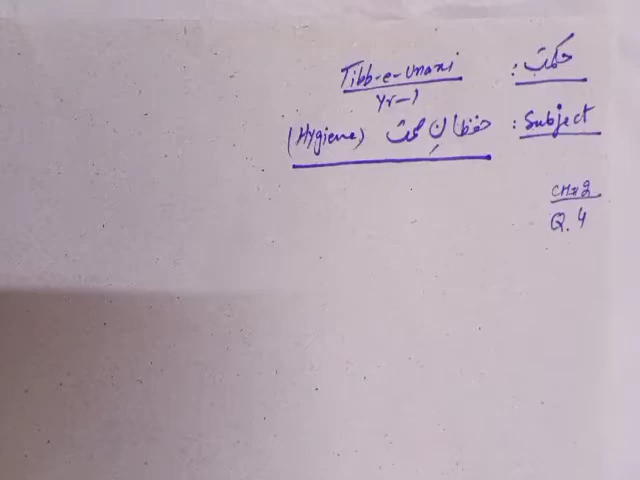 حکمت : Tibb-e-Unani
Yr-1
Subject : حفظانِ صحت (Hygiene)
CH#2
Q.4